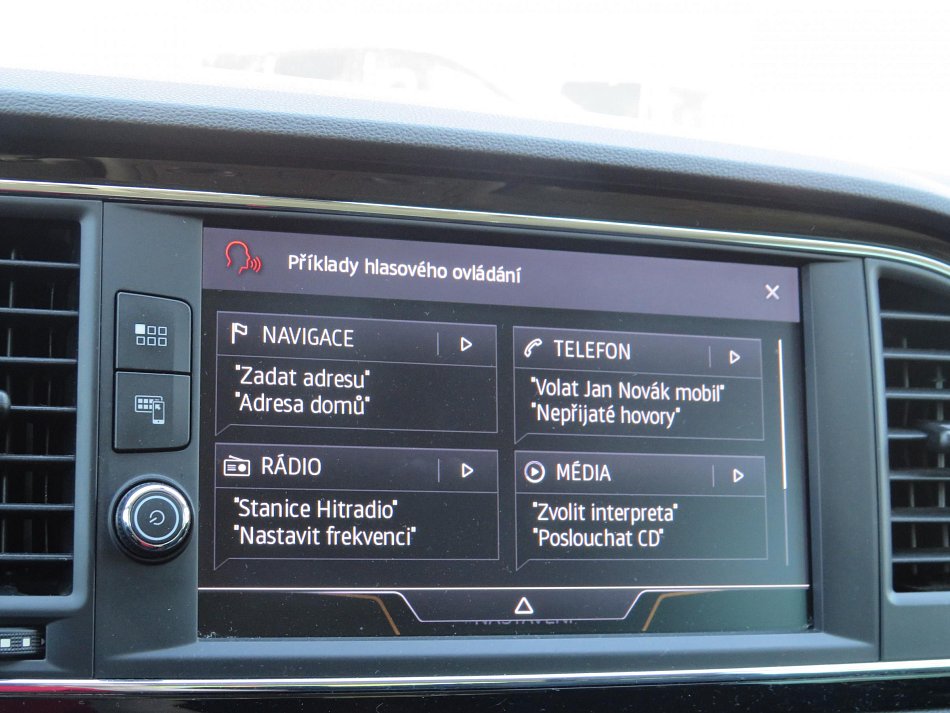 Příklady hlasového ovládání
NAVIGACE
"Zadat adresu"
"Adresa domů"
TELEFON
"Volat Jan Novák mobil"
"Nepřijaté hovory"
RÁDIO
"Stanice Hitradio"
"Nastavit frekvenci"
MÉDIA
"Zvolit interpreta"
"Poslouchat CD"
NASTAVENÍ